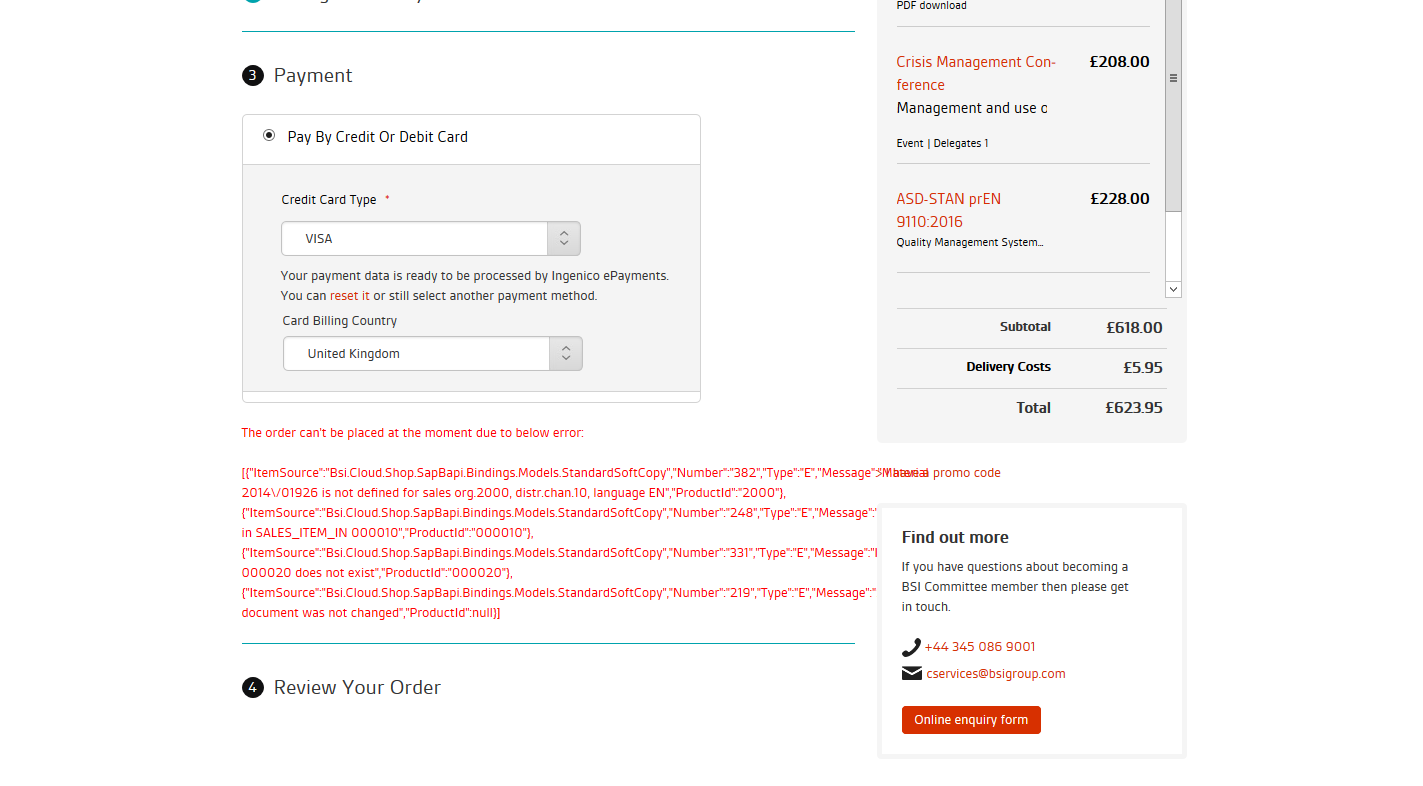 3 Payment
Pay By Credit Or Debit Card
Credit Card Type *
VISA
Your payment data is ready to be processed by Ingenico ePayments.
You can reset it or still select another payment method.
Card Billing Country
United Kingdom
The order can't be placed at the moment due to below error:
[{"ItemSource":"Bsi.Cloud.Shop.SapBapi.Bindings.Models.StandardSoftCopy","Number":"382","Type":"E","Message":"Material
2014\/01926 is not defined for sales org.2000, distr.chan.10, language EN","ProductId":"2000"},
{"ItemSource":"Bsi.Cloud.Shop.SapBapi.Bindings.Models.StandardSoftCopy","Number":"248","Type":"E","Message":"
in SALES_ITEM_IN 000010","ProductId":"000010"},
{"ItemSource":"Bsi.Cloud.Shop.SapBapi.Bindings.Models.StandardSoftCopy","Number":"331","Type":"E","Message":"
000020 does not exist","ProductId":"000020"},
{"ItemSource":"Bsi.Cloud.Shop.SapBapi.Bindings.Models.StandardSoftCopy","Number":"219","Type":"E","Message":"
document was not changed","ProductId":null}]
4 Review Your Order
PDF download
Crisis Management Con-
ference
£208.00
Management and use o
Event | Delegates 1
ASD-STAN prEN
9110:2016
£228.00
Quality Management System...
Subtotal £618.00
Delivery Costs £5.95
Total £623.95
promo code
Find out more
If you have questions about becoming a
BSI Committee member then please get
in touch.
+44 345 086 9001
cservices@bsigroup.com
Online enquiry form